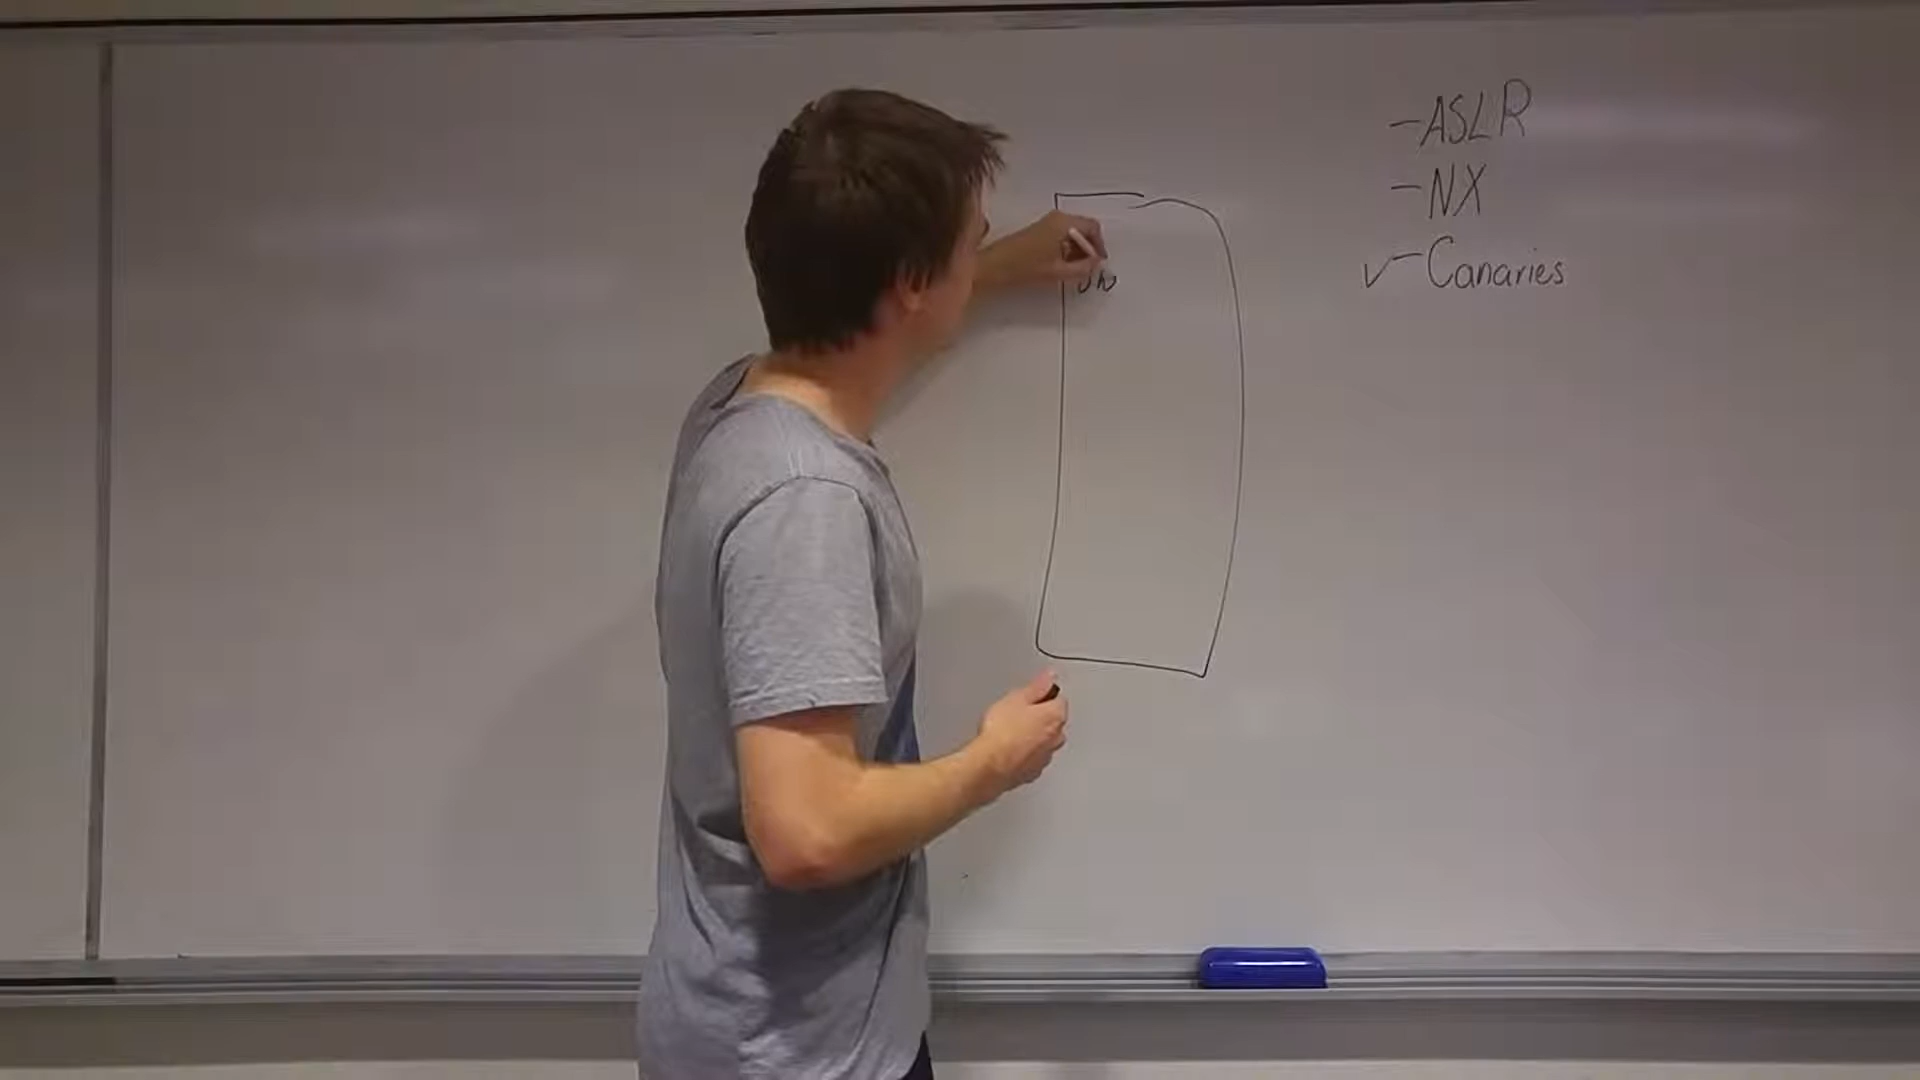 - ASLR
- NX
✓ - Canaries